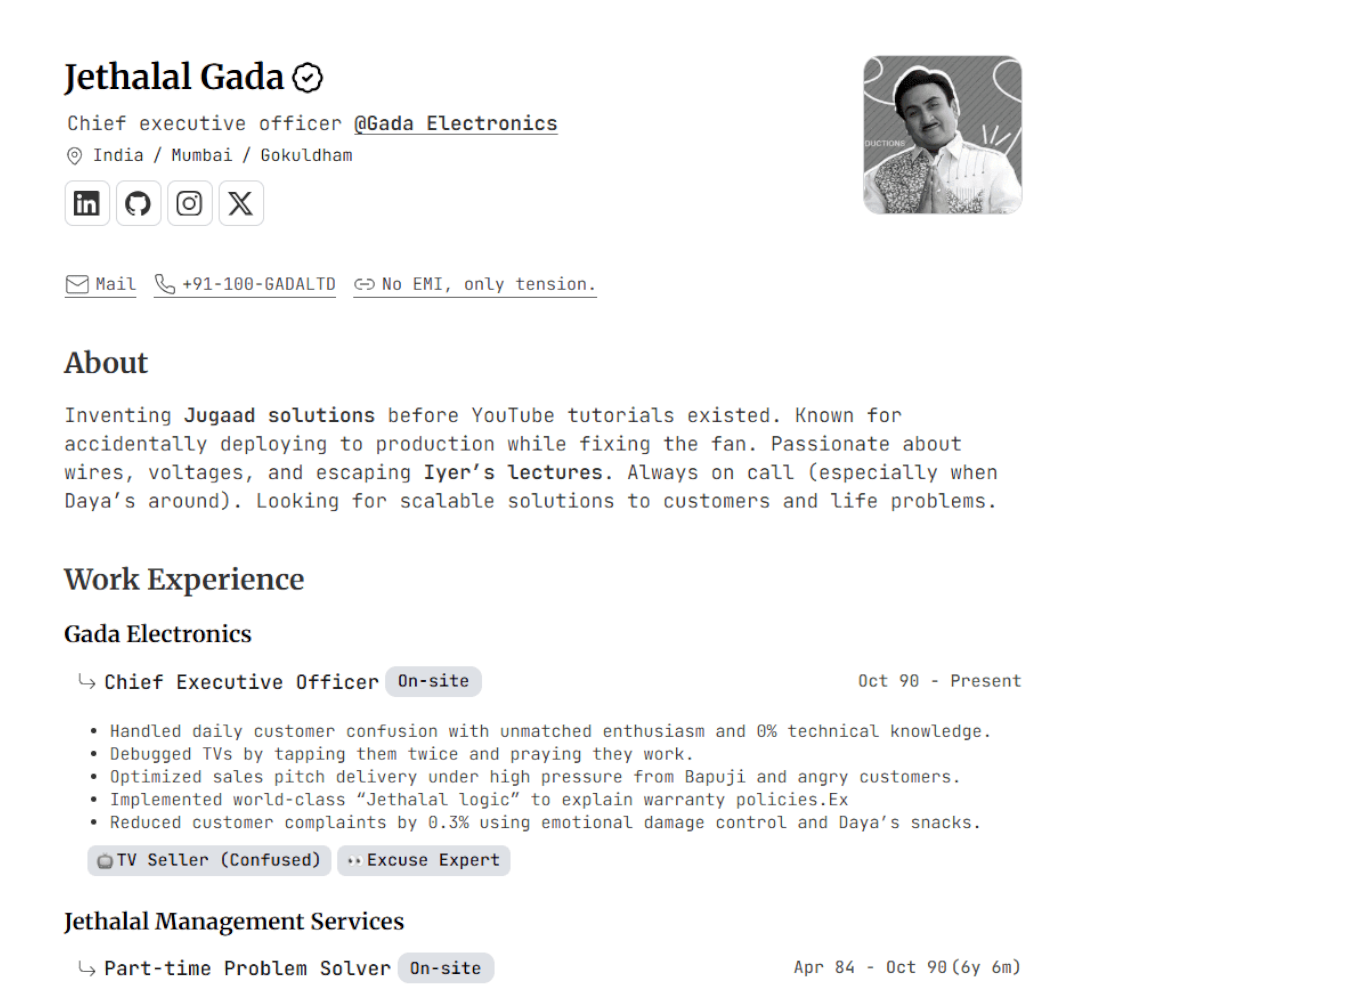 Jethalal Gada
Chief executive officer @Gada Electronics
India / Mumbai / Gokuldham
DUCTIONS
Mail +91-100-GADALTD No EMI, only tension.
About
Inventing Jugaad solutions before YouTube tutorials existed. Known for
accidentally deploying to production while fixing the fan. Passionate about
wires, voltages, and escaping Iyer’s lectures. Always on call (especially when
Daya’s around). Looking for scalable solutions to customers and life problems.
Work Experience
Gada Electronics
Chief Executive Officer On-site Oct 90 - Present
• Handled daily customer confusion with unmatched enthusiasm and 0% technical knowledge.
• Debugged TVs by tapping them twice and praying they work.
• Optimized sales pitch delivery under high pressure from Bapuji and angry customers.
• Implemented world-class “Jethalal logic” to explain warranty policies.Ex
• Reduced customer complaints by 0.3% using emotional damage control and Daya’s snacks.
TV Seller (Confused) Excuse Expert
Jethalal Management Services
Part-time Problem Solver On-site Apr 84 - Oct 90 (6y 6m)